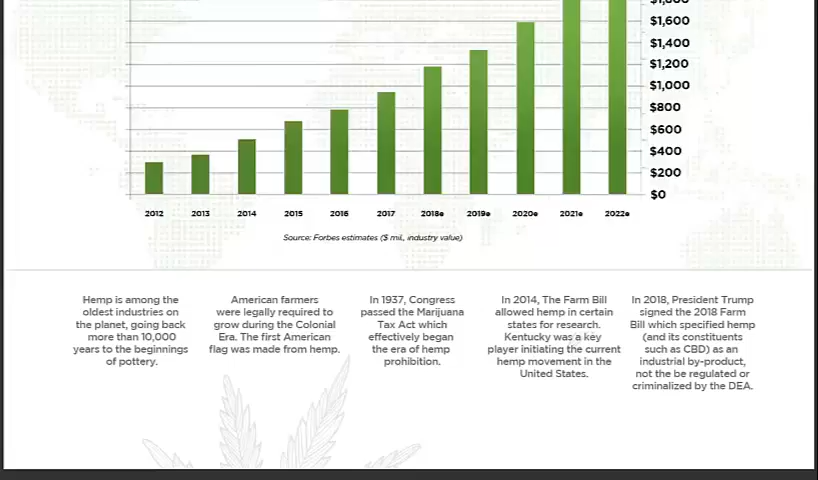 $1,800
$1,600
$1,400
$1,200
$1,000
$800
$600
$400
$200
$0
2012 2013 2014 2015 2016 2017 2018e 2019e 2020e 2021e 2022e
Source: Forbes estimates ($ mil., industry value)
Hemp is among the
oldest industries on
the planet, going back
more than 10,000
years to the beginnings
of pottery.
American farmers
were legally required to
grow during the Colonial
Era. The first American
flag was made from hemp.
In 1937, Congress
passed the Marijuana
Tax Act which
effectively began
the era of hemp
prohibition.
In 2014, The Farm Bill
allowed hemp in certain
states for research.
Kentucky was a key
player initiating the current
hemp movement in the
United States.
In 2018, President Trump
signed the 2018 Farm
Bill which specified hemp
(and its constituents
such as CBD) as an
industrial by-product,
not the be regulated or
criminalized by the DEA.